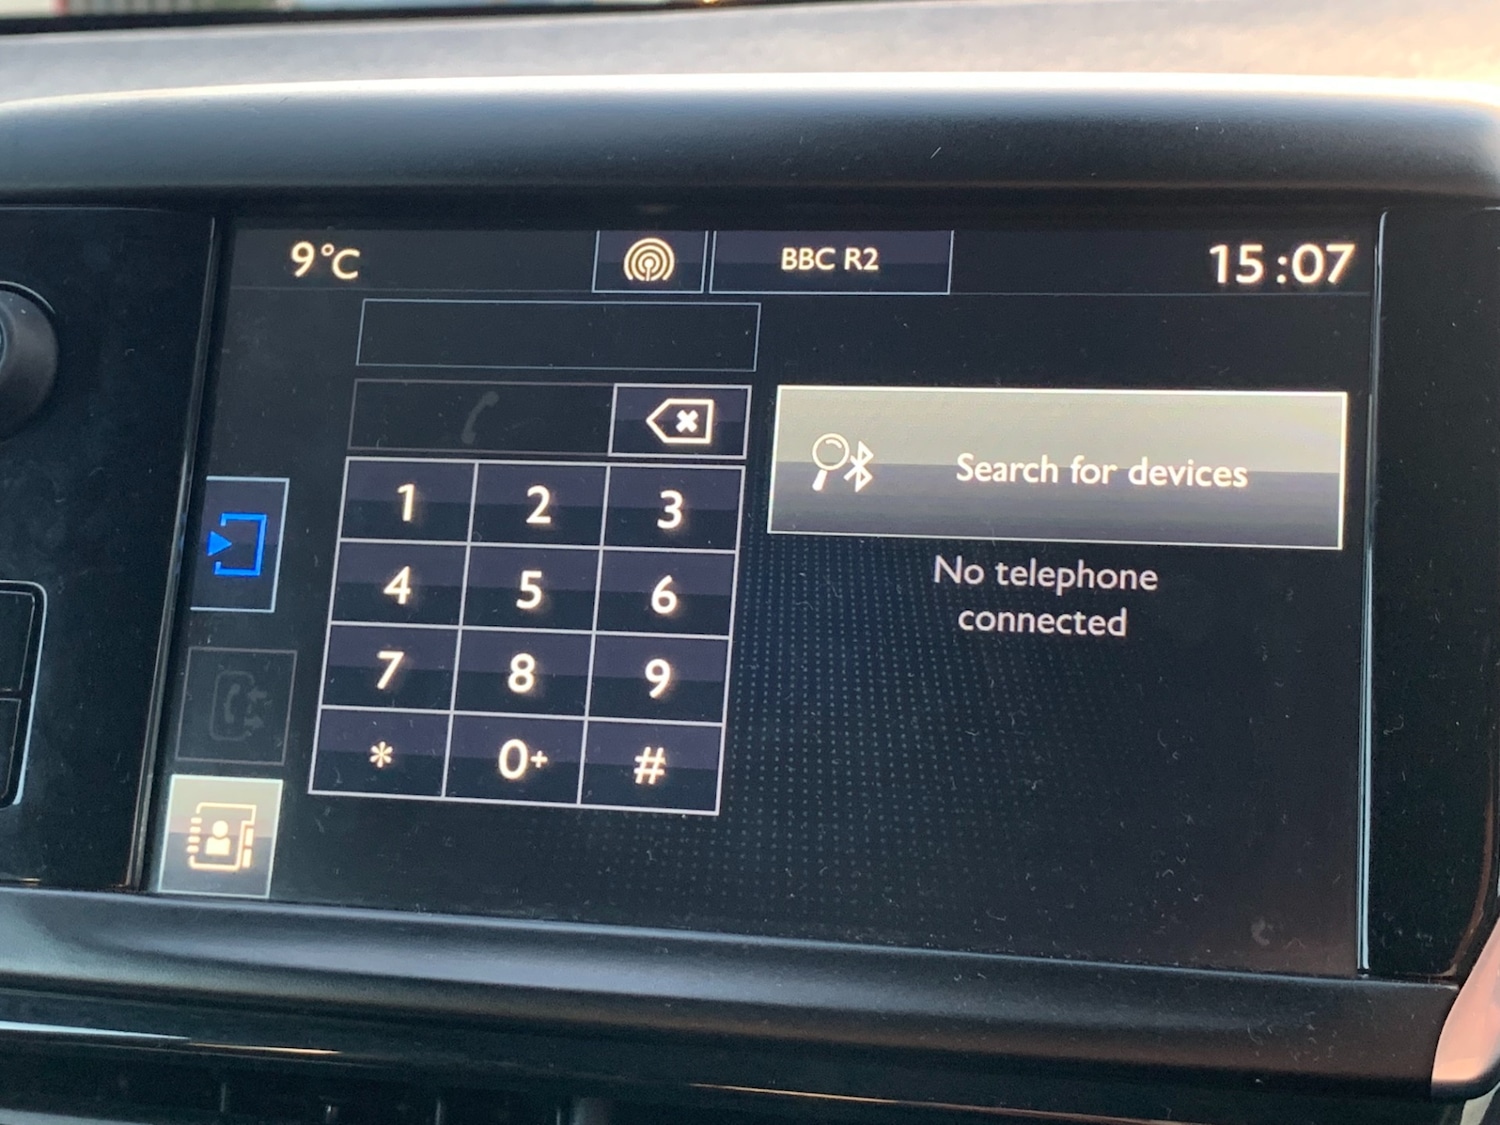 9°C
BBC R2
15:07
1 2 3
4 5 6
7 8 9
* 0+ #
Search for devices
No telephone
connected